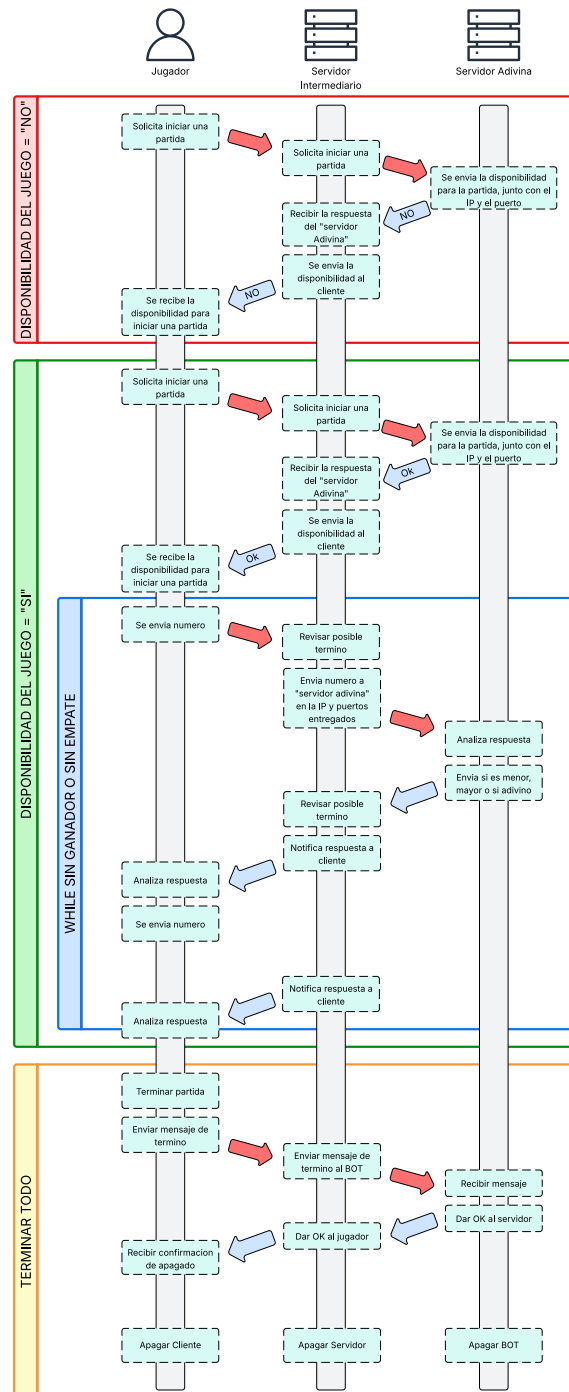 Jugador
Servidor
Intermediario
Servidor Adivina
DISPONIBILIDAD DEL JUEGO = "NO"
Solicita iniciar una
partida
Solicita iniciar una
partida
Se envia la disponibilidad
para la partida, junto con el
IP y el puerto
NO
Recibir la respuesta
del "servidor
Adivina"
Se envia la
disponibilidad al
cliente
NO
Se recibe la
disponibilidad para
iniciar una partida
DISPONIBILIDAD DEL JUEGO = "SI"
Solicita iniciar una
partida
Solicita iniciar una
partida
Se envia la disponibilidad
para la partida, junto con el
IP y el puerto
Ok
Recibir la respuesta
del "servidor
Adivina"
Se envia la
disponibilidad al
cliente
Ok
Se recibe la
disponibilidad para
iniciar una partida
WHILE SIN GANADOR O SIN EMPATE
Se envia numero
Revisar posible
termino
Envia numero a
"servidor adivina"
en la IP y puertos
entregados
Analiza respuesta
Envia si es menor,
mayor o si adivino
Revisar posible
termino
Notifica respuesta a
cliente
Analiza respuesta
Se envia numero
Notifica respuesta a
cliente
Analiza respuesta
TERMINAR TODO
Terminar partida
Enviar mensaje de
termino
Enviar mensaje de
termino al BOT
Recibir mensaje
Dar OK al servidor
Dar OK al jugador
Recibir confirmacion
de apagado
Apagar Cliente
Apagar Servidor
Apagar BOT